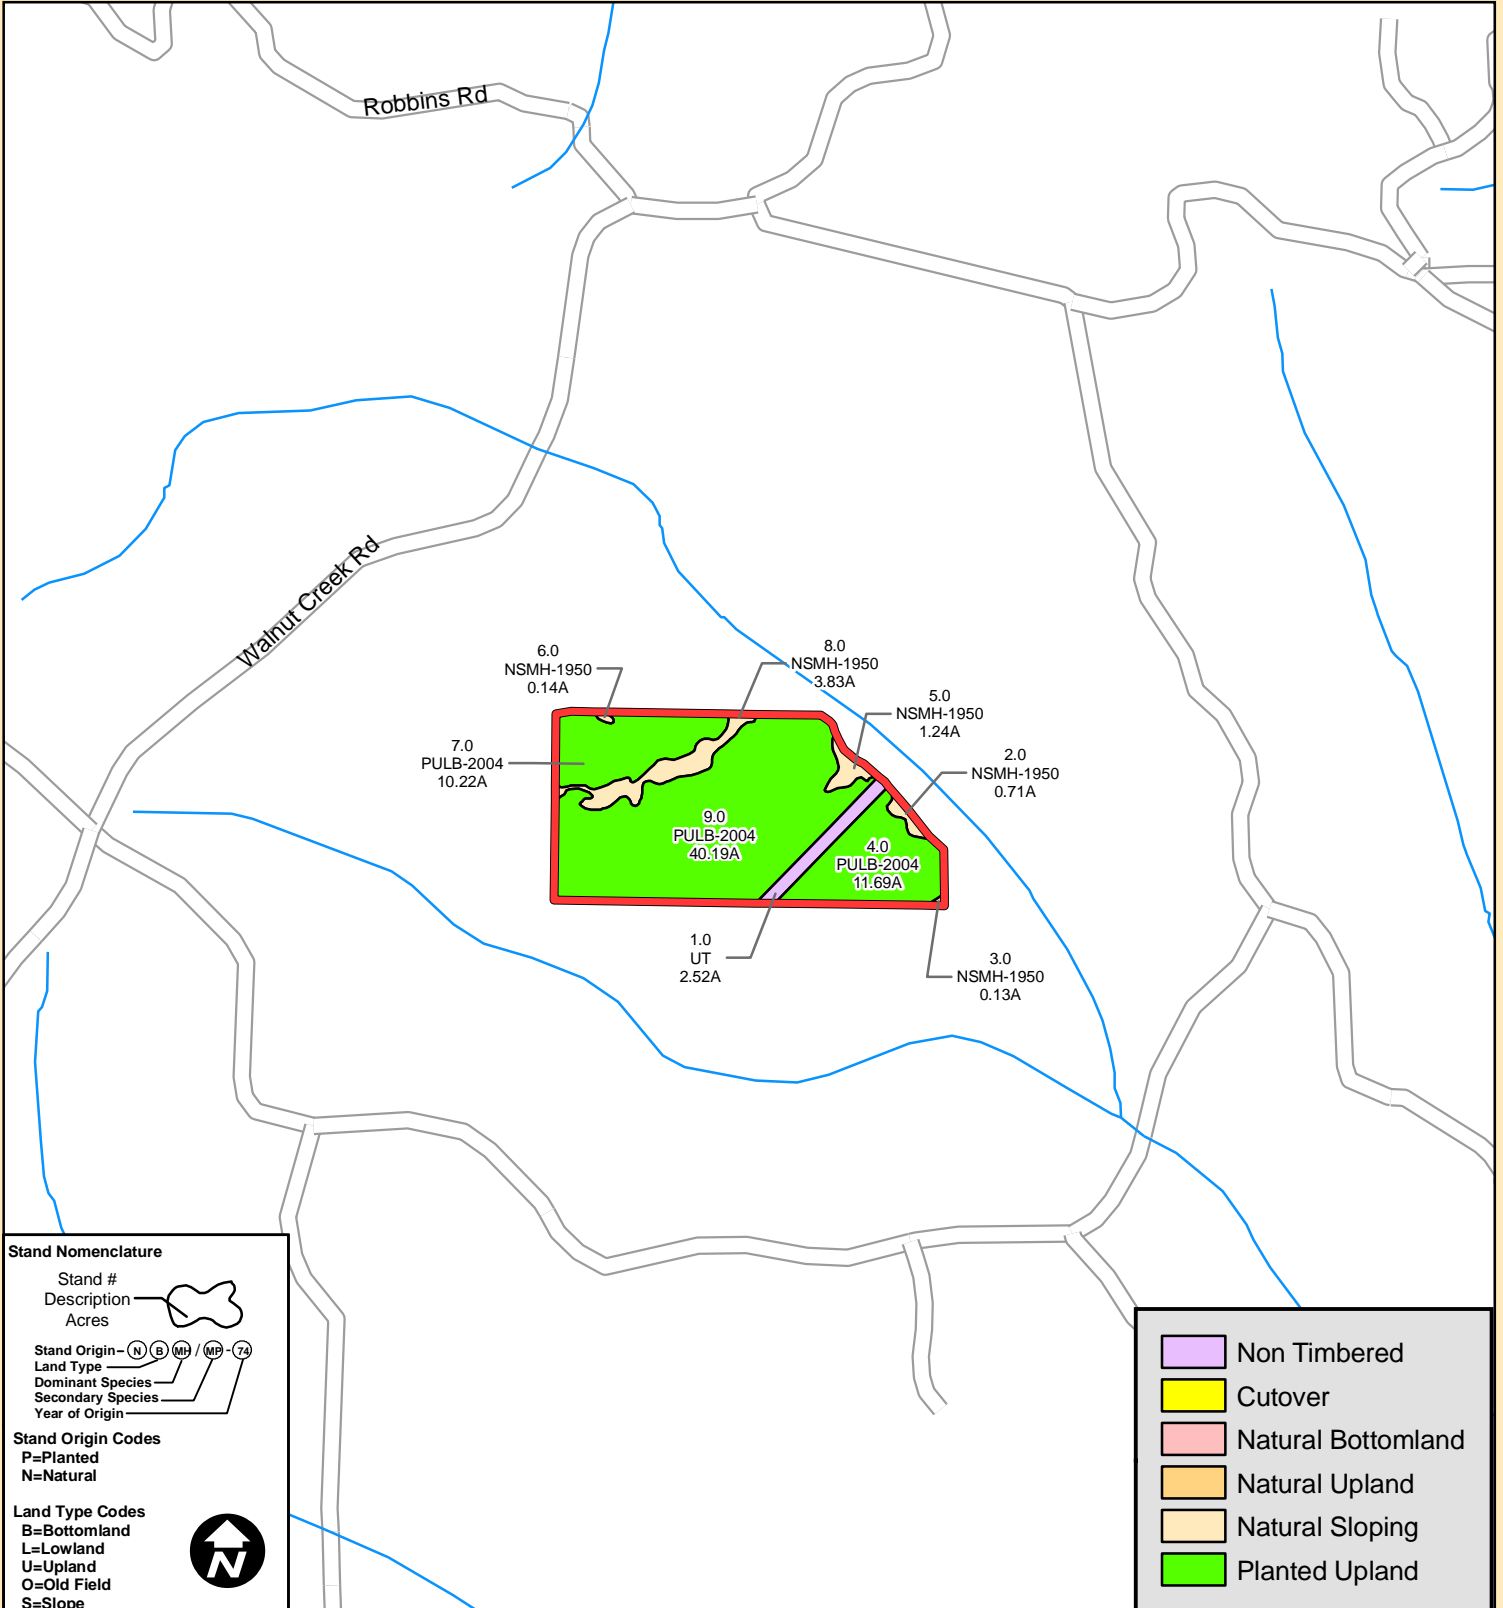 Robbins Rd
Walnut Creek Rd
6.0
NSMH-1950
0.14A
8.0
NSMH-1950
3.83A
5.0
NSMH-1950
1.24A
7.0
PULB-2004
10.22A
2.0
NSMH-1950
0.71A
9.0
PULB-2004
40.19A
4.0
PULB-2004
11.69A
1.0
UT
2.52A
3.0
NSMH-1950
0.13A
Stand Nomenclature
Stand #
Description
Acres
Stand Origin N B MH / MP - 74
Land Type
Dominant Species
Secondary Species
Year of Origin
Stand Origin Codes
P=Planted
N=Natural
Land Type Codes
B=Bottomland
L=Lowland
U=Upland
O=Old Field
S=Slope
N
Non Timbered
Cutover
Natural Bottomland
Natural Upland
Natural Sloping
Planted Upland